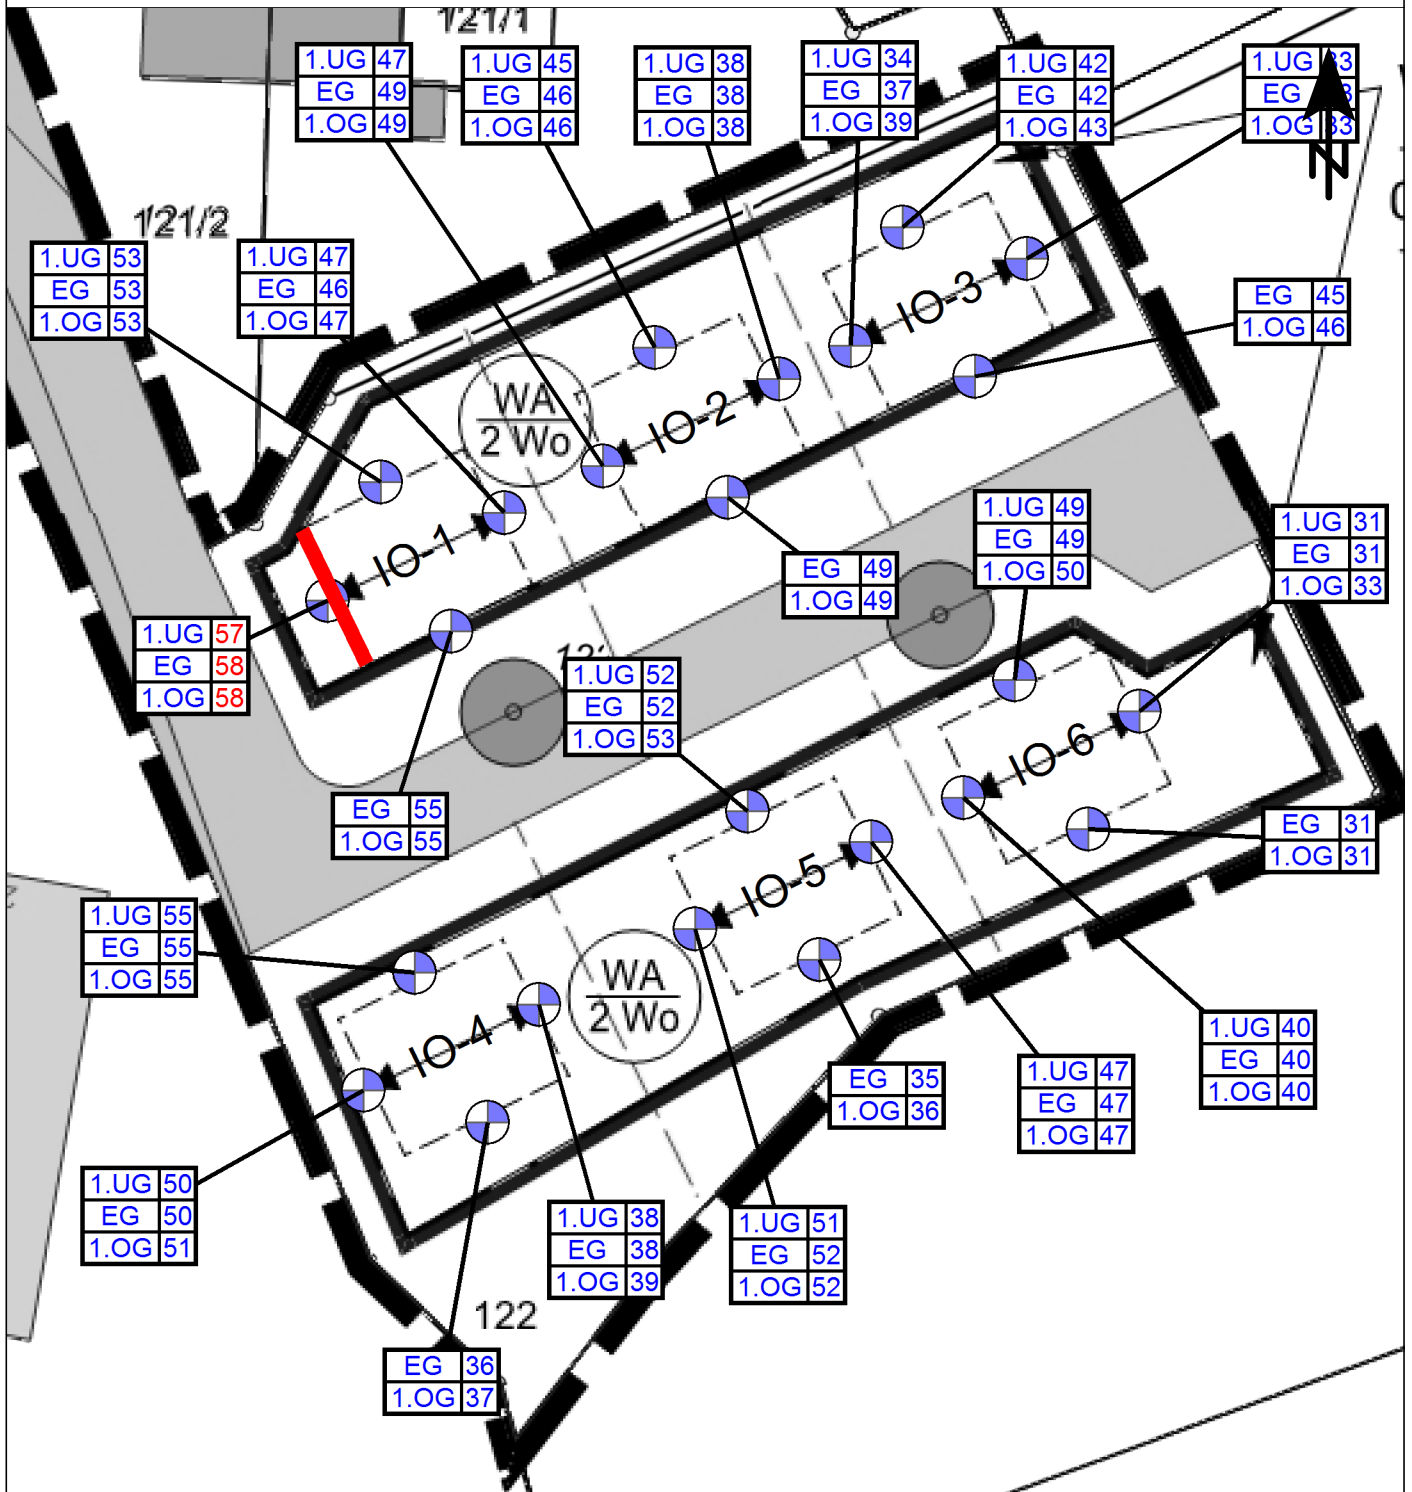 121/1
1.UG 47
EG 49
1.OG 49
1.UG 45
EG 46
1.OG 46
1.UG 38
EG 38
1.OG 38
1.UG 34
EG 37
1.OG 39
1.UG 42
EG 42
1.OG 43
1.UG 33
EG
1.OG 33
N
121/2
1.UG 53
EG 53
1.OG 53
1.UG 47
EG 46
1.OG 47
IO-3
EG 45
1.OG 46
WA
2 Wo
IO-2
IO-1
1.UG 49
EG 49
1.OG 50
1.UG 31
EG 31
1.OG 33
EG 49
1.OG 49
1.UG 57
EG 58
1.OG 58
1.UG 52
EG 52
1.OG 53
IO-6
EG 55
1.OG 55
EG 31
1.OG 31
IO-5
1.UG 55
EG 55
1.OG 55
WA
2 Wo
IO-4
1.UG 40
EG 40
1.OG 40
EG 35
1.OG 36
1.UG 47
EG 47
1.OG 47
1.UG 50
EG 50
1.OG 51
1.UG 38
EG 38
1.OG 39
1.UG 51
EG 52
1.OG 52
122
EG 36
1.OG 37